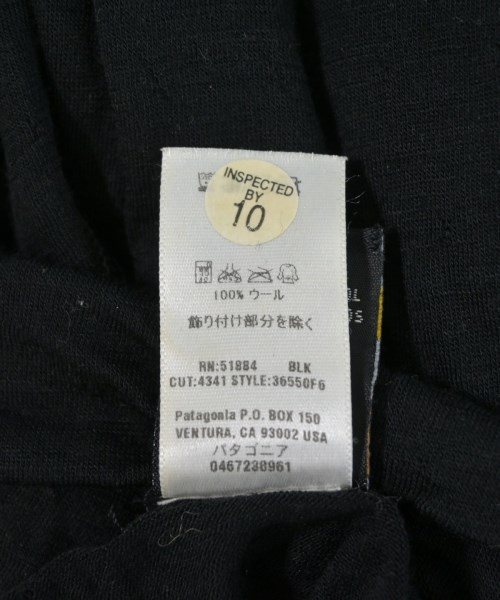 INSPECTED
BY
10
100% ウール
飾り付け部分を除く
RN:51884 BLK
CUT:4341 STYLE:36550F6
Patagonia P.O. BOX 150
VENTURA, CA 93002 USA
パタゴニア
0467238961